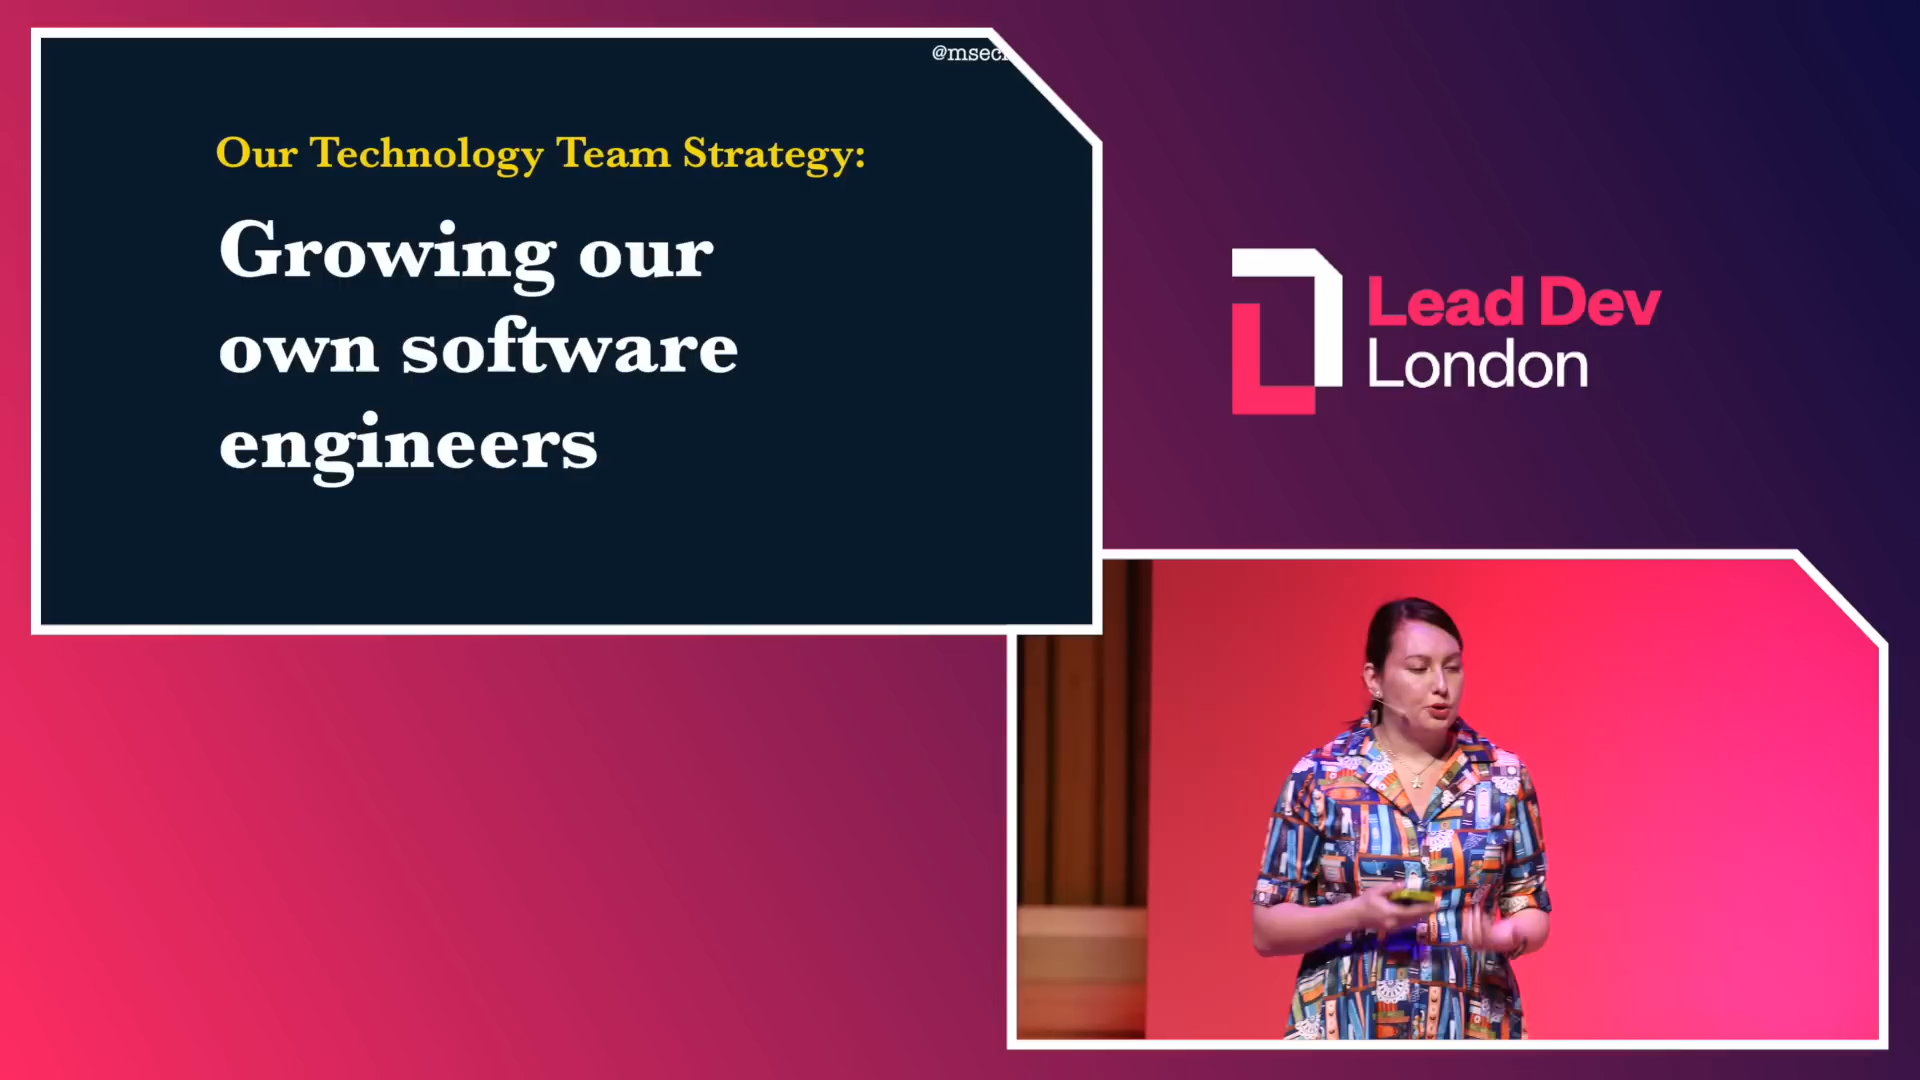 Our Technology Team Strategy:
Growing our
own software
engineers
Lead Dev
London